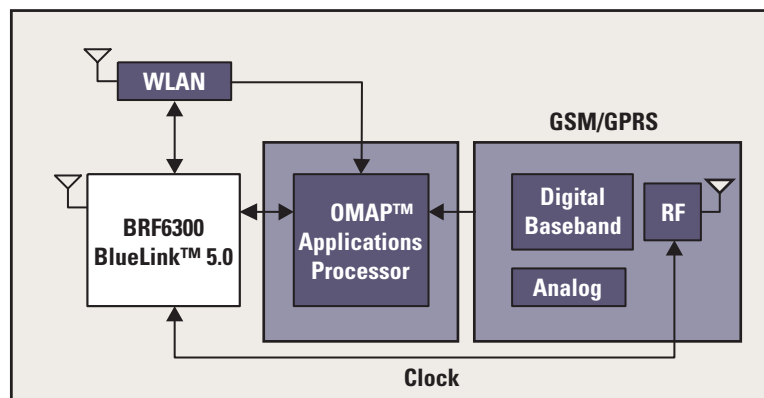 WLAN
GSM/GPRS
BRF6300
BlueLink™ 5.0
OMAP™
Applications
Processor
Digital
Baseband
RF
Analog
Clock